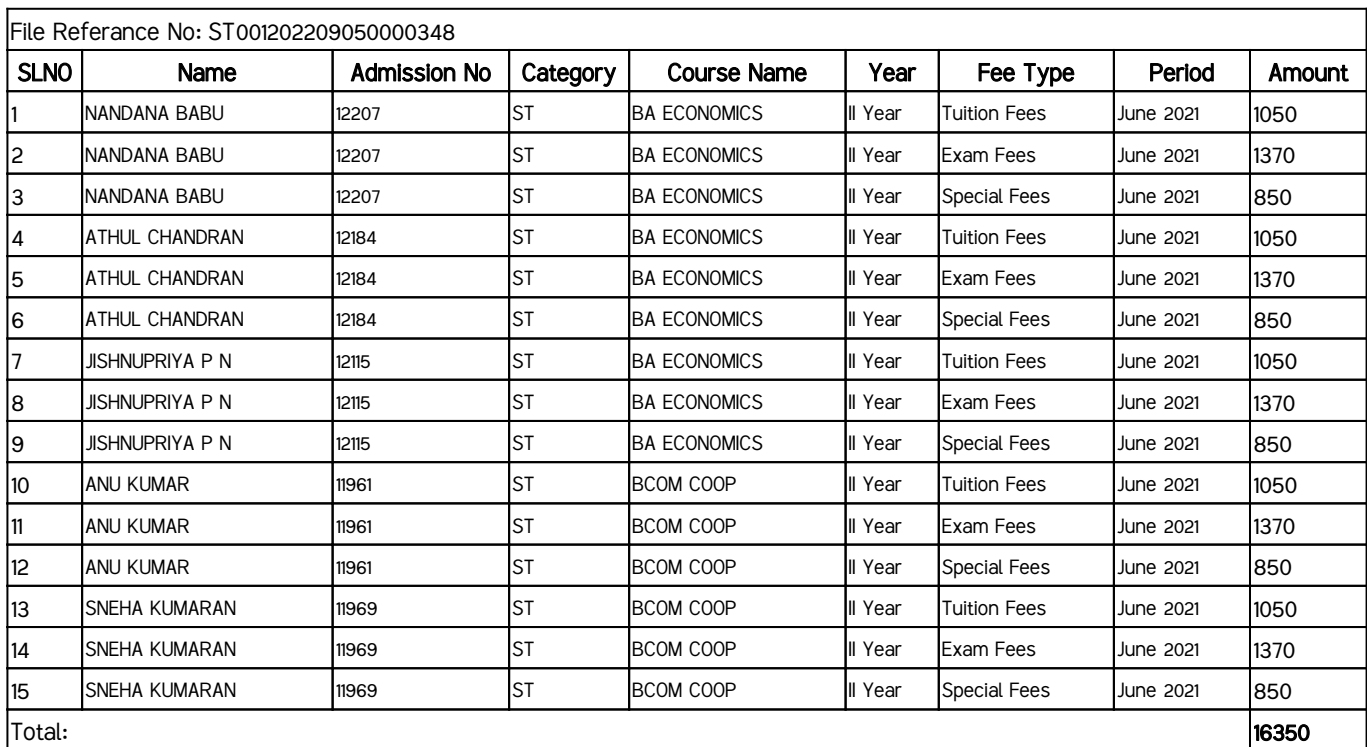 File Referance No: ST001202209050000348
SLNO Name Admission No Category Course Name Year Fee Type Period Amount
1 NANDANA BABU 12207 ST BA ECONOMICS II Year Tuition Fees June 2021 1050
2 NANDANA BABU 12207 ST BA ECONOMICS II Year Exam Fees June 2021 1370
3 NANDANA BABU 12207 ST BA ECONOMICS II Year Special Fees June 2021 850
4 ATHUL CHANDRAN 12184 ST BA ECONOMICS II Year Tuition Fees June 2021 1050
5 ATHUL CHANDRAN 12184 ST BA ECONOMICS II Year Exam Fees June 2021 1370
6 ATHUL CHANDRAN 12184 ST BA ECONOMICS II Year Special Fees June 2021 850
7 JISHNUPRIYA P N 12115 ST BA ECONOMICS II Year Tuition Fees June 2021 1050
8 JISHNUPRIYA P N 12115 ST BA ECONOMICS II Year Exam Fees June 2021 1370
9 JISHNUPRIYA P N 12115 ST BA ECONOMICS II Year Special Fees June 2021 850
10 ANU KUMAR 11961 ST BCOM COOP II Year Tuition Fees June 2021 1050
11 ANU KUMAR 11961 ST BCOM COOP II Year Exam Fees June 2021 1370
12 ANU KUMAR 11961 ST BCOM COOP II Year Special Fees June 2021 850
13 SNEHA KUMARAN 11969 ST BCOM COOP II Year Tuition Fees June 2021 1050
14 SNEHA KUMARAN 11969 ST BCOM COOP II Year Exam Fees June 2021 1370
15 SNEHA KUMARAN 11969 ST BCOM COOP II Year Special Fees June 2021 850
Total: 16350